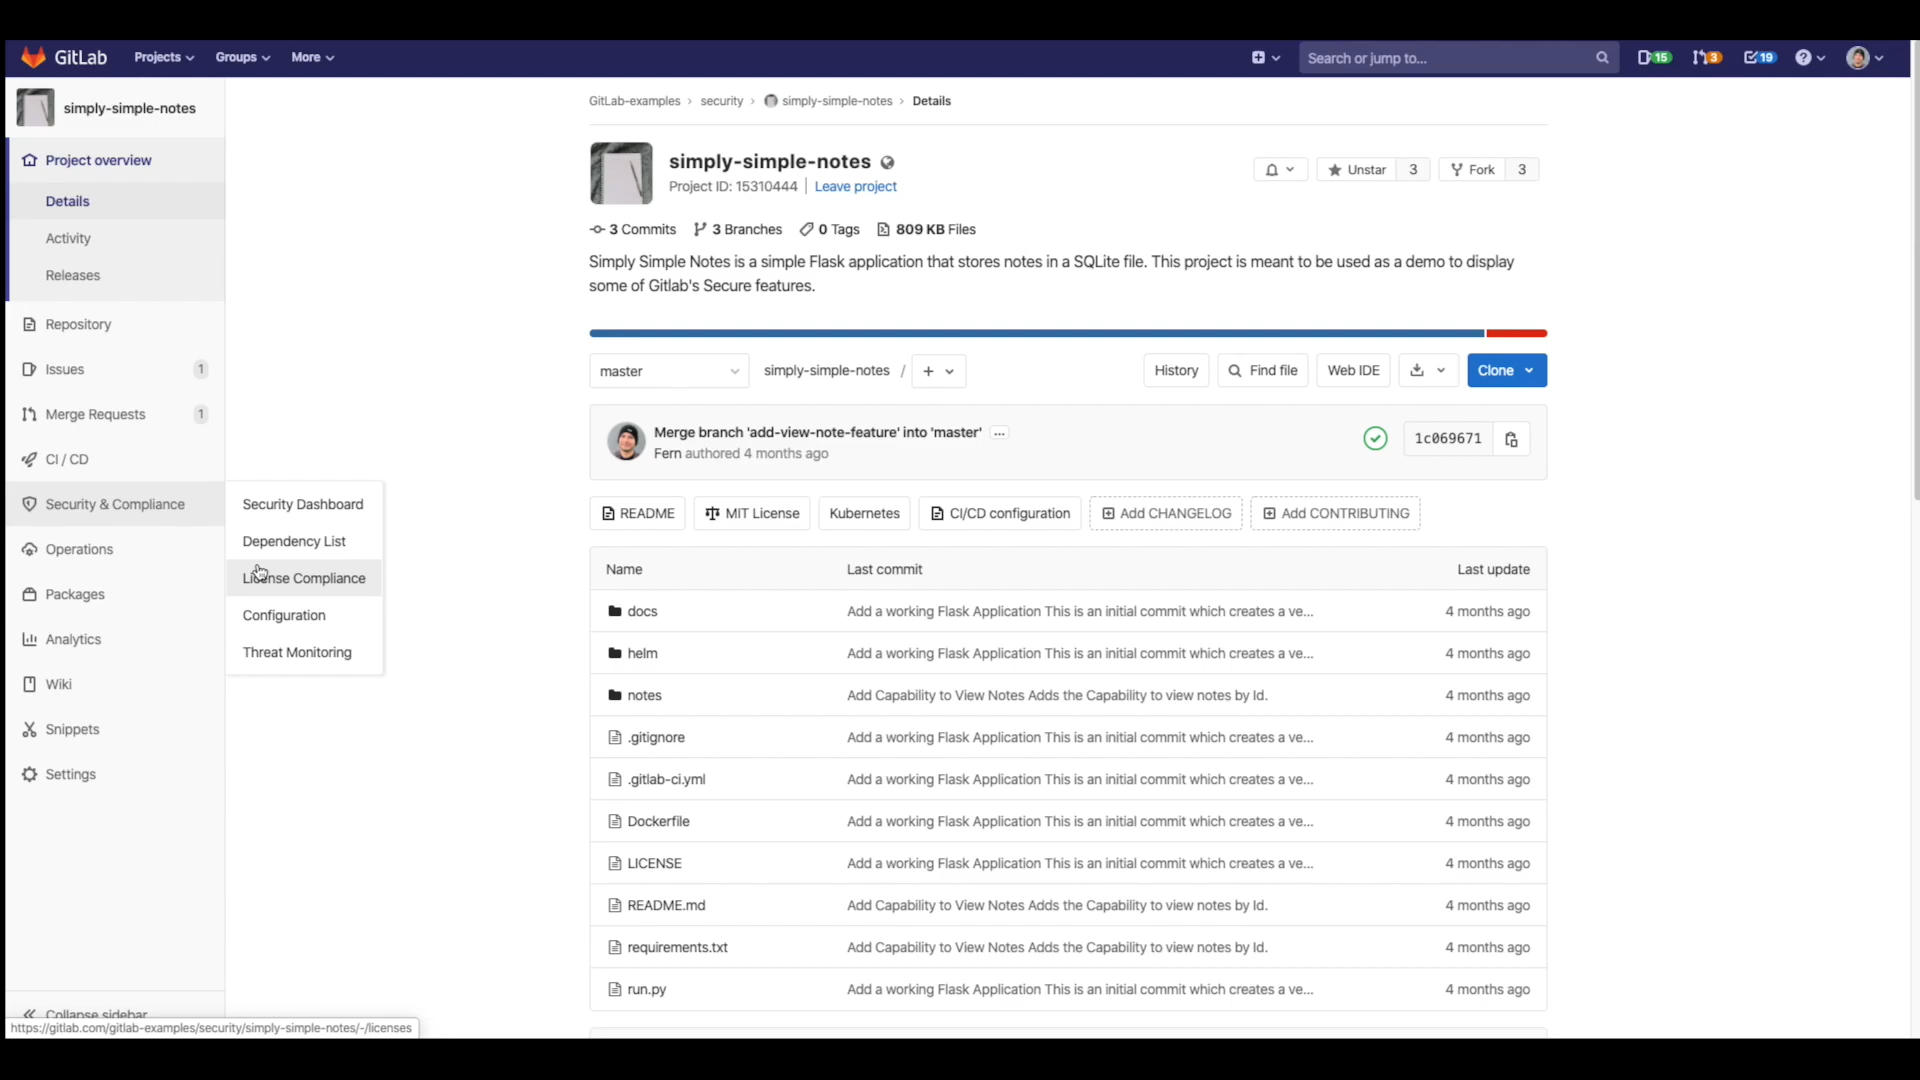 GitLab Projects Groups More Search or jump to... 15 3 19
simply-simple-notes
Project overview
Details
Activity
Releases
Repository
Issues 1
Merge Requests 1
CI / CD
Security & Compliance
Operations
Packages
Analytics
Wiki
Snippets
Settings
Collapse sidebar
https://gitlab.com/gitlab-examples/security/simply-simple-notes/-/licenses
Security Dashboard
Dependency List
License Compliance
Configuration
Threat Monitoring
GitLab-examples › security › simply-simple-notes › Details
simply-simple-notes
Project ID: 15310444 Leave project
Unstar 3 Fork 3
3 Commits 3 Branches 0 Tags 809 KB Files
Simply Simple Notes is a simple Flask application that stores notes in a SQLite file. This project is meant to be used as a demo to display
some of Gitlab's Secure features.
master simply-simple-notes / + History Find file Web IDE Clone
Merge branch 'add-view-note-feature' into 'master' ...
Fern authored 4 months ago
1c069671
README MIT License Kubernetes CI/CD configuration Add CHANGELOG Add CONTRIBUTING
Name Last commit Last update
docs Add a working Flask Application This is an initial commit which creates a ve... 4 months ago
helm Add a working Flask Application This is an initial commit which creates a ve... 4 months ago
notes Add Capability to View Notes Adds the Capability to view notes by Id. 4 months ago
.gitignore Add a working Flask Application This is an initial commit which creates a ve... 4 months ago
.gitlab-ci.yml Add a working Flask Application This is an initial commit which creates a ve... 4 months ago
Dockerfile Add a working Flask Application This is an initial commit which creates a ve... 4 months ago
LICENSE Add a working Flask Application This is an initial commit which creates a ve... 4 months ago
README.md Add Capability to View Notes Adds the Capability to view notes by Id. 4 months ago
requirements.txt Add Capability to View Notes Adds the Capability to view notes by Id. 4 months ago
run.py Add a working Flask Application This is an initial commit which creates a ve... 4 months ago